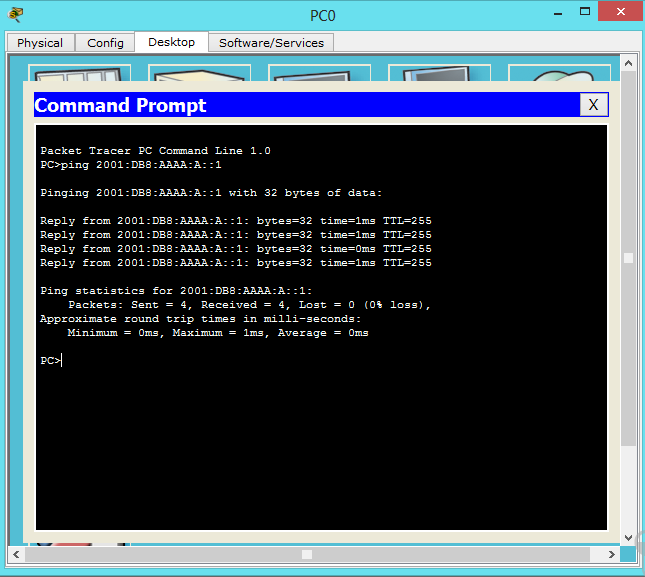 PC0
Physical Config Desktop Software/Services
Command Prompt X
Packet Tracer PC Command Line 1.0
PC>ping 2001:DB8:AAAA:A::1
Pinging 2001:DB8:AAAA:A::1 with 32 bytes of data:
Reply from 2001:DB8:AAAA:A::1: bytes=32 time=1ms TTL=255
Reply from 2001:DB8:AAAA:A::1: bytes=32 time=1ms TTL=255
Reply from 2001:DB8:AAAA:A::1: bytes=32 time=0ms TTL=255
Reply from 2001:DB8:AAAA:A::1: bytes=32 time=1ms TTL=255
Ping statistics for 2001:DB8:AAAA:A::1:
Packets: Sent = 4, Received = 4, Lost = 0 (0% loss),
Approximate round trip times in milli-seconds:
Minimum = 0ms, Maximum = 1ms, Average = 0ms
PC>